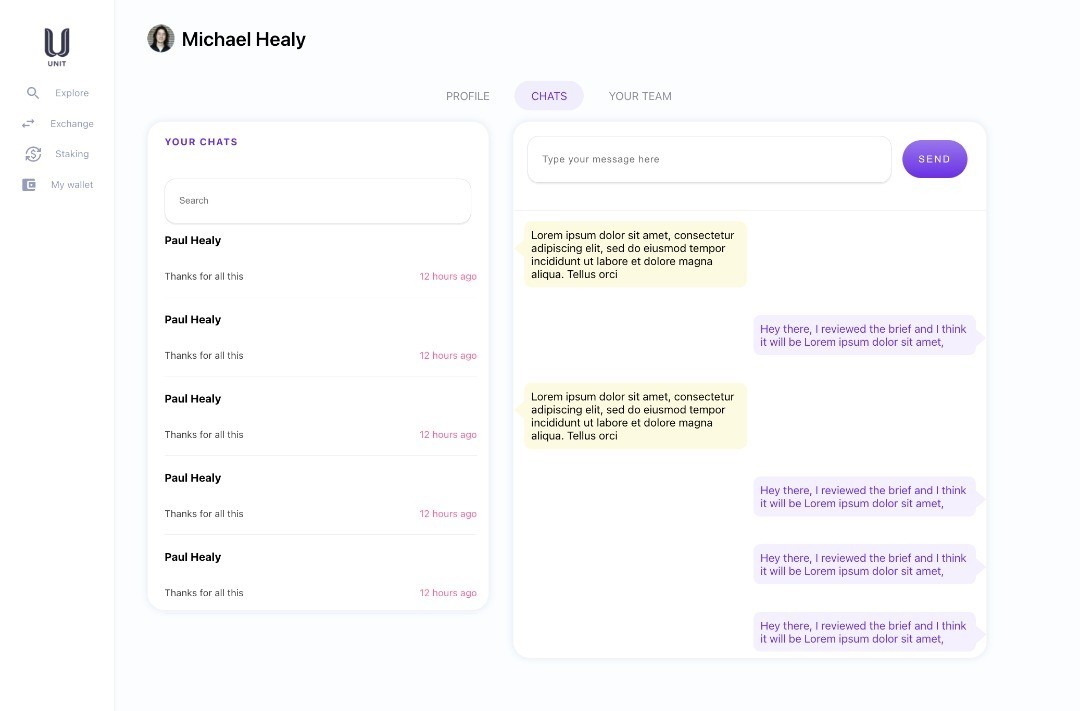 UNIT
Explore
Exchange
Staking
My wallet
Michael Healy
PROFILE
CHATS
YOUR TEAM
YOUR CHATS
Search
Paul Healy
Thanks for all this
12 hours ago
Paul Healy
Thanks for all this
12 hours ago
Paul Healy
Thanks for all this
12 hours ago
Paul Healy
Thanks for all this
12 hours ago
Paul Healy
Thanks for all this
12 hours ago
Type your message here
SEND
Lorem ipsum dolor sit amet, consectetur
adipiscing elit, sed do eiusmod tempor
incididunt ut labore et dolore magna
aliqua. Tellus orci
Hey there, I reviewed the brief and I think
it will be Lorem ipsum dolor sit amet,
Lorem ipsum dolor sit amet, consectetur
adipiscing elit, sed do eiusmod tempor
incididunt ut labore et dolore magna
aliqua. Tellus orci
Hey there, I reviewed the brief and I think
it will be Lorem ipsum dolor sit amet,
Hey there, I reviewed the brief and I think
it will be Lorem ipsum dolor sit amet,
Hey there, I reviewed the brief and I think
it will be Lorem ipsum dolor sit amet,